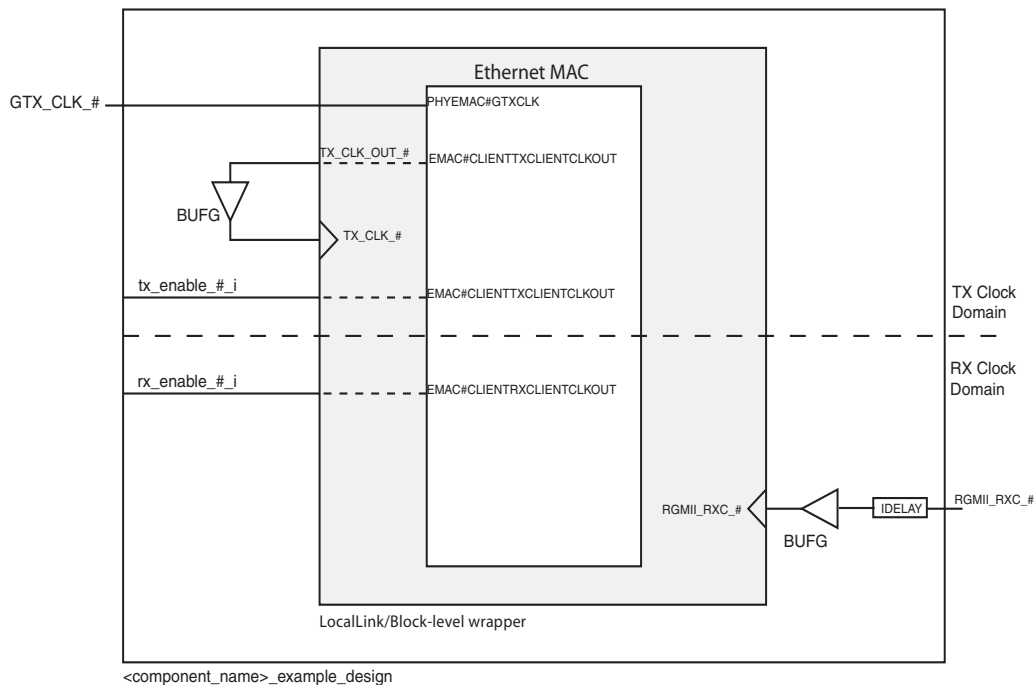 Ethernet MAC
GTX_CLK_#
PHYEMAC#GTXCLK
TX_CLK_OUT_#
EMAC#CLIENTTXCLIENTCLKOUT
BUFG
TX_CLK_#
tx_enable_#_i
EMAC#CLIENTTXCLIENTCLKOUT
TX Clock
Domain
RX Clock
Domain
rx_enable_#_i
EMAC#CLIENTRXCLIENTCLKOUT
RGMII_RXC_#
IDELAY
RGMII_RXC_#
BUFG
LocalLink/Block-level wrapper
<component_name>_example_design